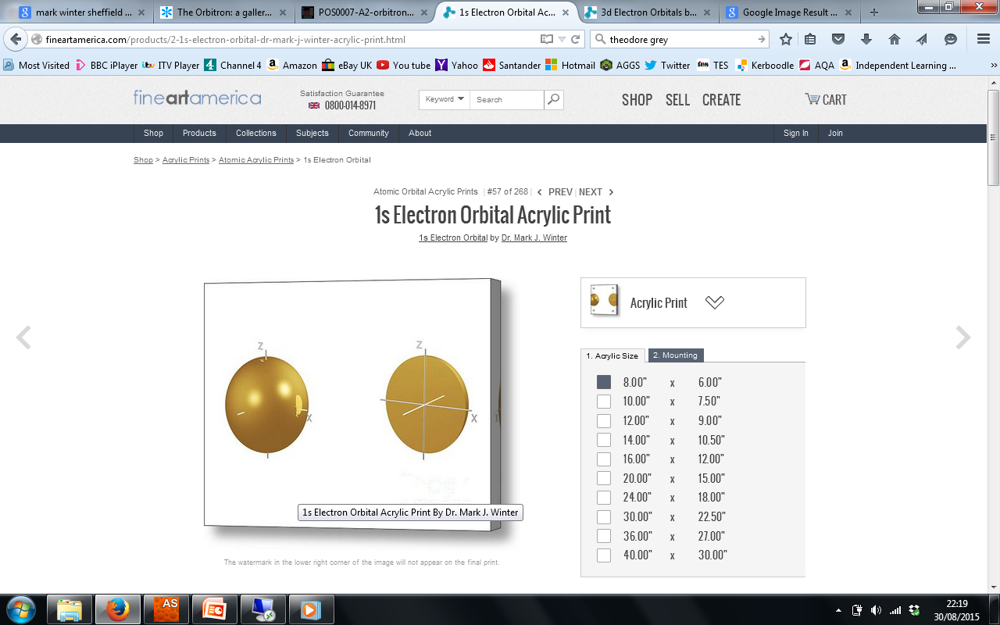 mark winter sheffield ...
The Orbitron: a galler...
POS0007-A2-orbitron...
1s Electron Orbital Ac...
3d Electron Orbitals b...
Google Image Result ...
fineartamerica.com/products/2-1s-electron-orbital-dr-mark-j-winter-acrylic-print.html
theodore grey
Most Visited BBC iPlayer ITV Player Channel 4 Amazon eBay UK You tube Yahoo Santander Hotmail AGGS Twitter TES Kerboodle AQA Independent Learning ...
fineartamerica
Satisfaction Guarantee
0800-014-8971
Keyword Search
SHOP SELL CREATE
CART
Shop Products Collections Subjects Community About Sign In Join
Shop > Acrylic Prints > Atomic Acrylic Prints > 1s Electron Orbital
Atomic Orbital Acrylic Prints | #57 of 268 | PREV | NEXT
1s Electron Orbital Acrylic Print
1s Electron Orbital by Dr. Mark J. Winter
Z
X
Z
X
1s Electron Orbital Acrylic Print By Dr. Mark J. Winter
The watermark in the lower right corner of the image will not appear on the final print.
Acrylic Print
1. Acrylic Size 2. Mounting
8.00" x 6.00"
10.00" x 7.50"
12.00" x 9.00"
14.00" x 10.50"
16.00" x 12.00"
20.00" x 15.00"
24.00" x 18.00"
30.00" x 22.50"
36.00" x 27.00"
40.00" x 30.00"
AS
22:19
30/08/2015